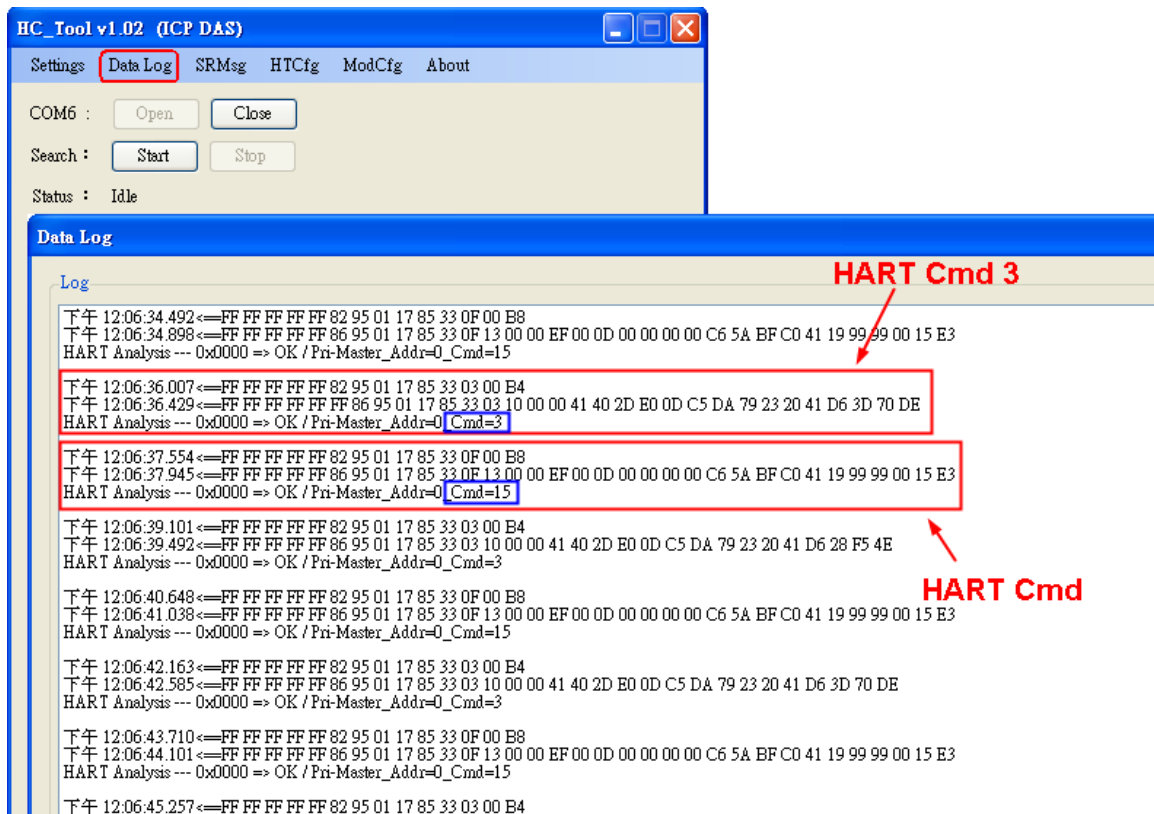 HC_Tool v1.02 (ICP DAS)
Settings Data Log SRMsg HTCfg ModCfg About
COM6 : Open Close
Search : Start Stop
Status : Idle
Data Log
HART Cmd 3
Log
下午 12:06:34.492<==FF FF FF FF FF 82 95 01 17 85 33 0F 00 B8
下午 12:06:34.898<==FF FF FF FF FF 86 95 01 17 85 33 0F 13 00 00 EF 00 0D 00 00 00 00 C6 5A BF C0 41 19 99 99 00 15 E3
HART Analysis --- 0x0000 => OK / Pri-Master_Addr=0_Cmd=15
下午 12:06:36.007<==FF FF FF FF FF 82 95 01 17 85 33 03 00 B4
下午 12:06:36.429<==FF FF FF FF FF FF 86 95 01 17 85 33 03 10 00 00 41 40 2D E0 0D C5 DA 79 23 20 41 D6 3D 70 DE
HART Analysis --- 0x0000 => OK / Pri-Master_Addr=0_Cmd=3
下午 12:06:37.554<==FF FF FF FF FF 82 95 01 17 85 33 0F 00 B8
下午 12:06:37.945<==FF FF FF FF FF 86 95 01 17 85 33 0F 13 00 00 EF 00 0D 00 00 00 00 C6 5A BF C0 41 19 99 99 00 15 E3
HART Analysis --- 0x0000 => OK / Pri-Master_Addr=0_Cmd=15
下午 12:06:39.101<==FF FF FF FF FF 82 95 01 17 85 33 03 00 B4
下午 12:06:39.492<==FF FF FF FF FF 86 95 01 17 85 33 03 10 00 00 41 40 2D E0 0D C5 DA 79 23 20 41 D6 28 F5 4E
HART Analysis --- 0x0000 => OK / Pri-Master_Addr=0_Cmd=3
HART Cmd
下午 12:06:40.648<==FF FF FF FF FF 82 95 01 17 85 33 0F 00 B8
下午 12:06:41.038<==FF FF FF FF FF 86 95 01 17 85 33 0F 13 00 00 EF 00 0D 00 00 00 00 C6 5A BF C0 41 19 99 99 00 15 E3
HART Analysis --- 0x0000 => OK / Pri-Master_Addr=0_Cmd=15
下午 12:06:42.163<==FF FF FF FF FF 82 95 01 17 85 33 03 00 B4
下午 12:06:42.585<==FF FF FF FF FF 86 95 01 17 85 33 03 10 00 00 41 40 2D E0 0D C5 DA 79 23 20 41 D6 3D 70 DE
HART Analysis --- 0x0000 => OK / Pri-Master_Addr=0_Cmd=3
下午 12:06:43.710<==FF FF FF FF FF 82 95 01 17 85 33 0F 00 B8
下午 12:06:44.101<==FF FF FF FF FF 86 95 01 17 85 33 0F 13 00 00 EF 00 0D 00 00 00 00 C6 5A BF C0 41 19 99 99 00 15 E3
HART Analysis --- 0x0000 => OK / Pri-Master_Addr=0_Cmd=15
下午 12:06:45.257<==FF FF FF FF FF 82 95 01 17 85 33 03 00 B4